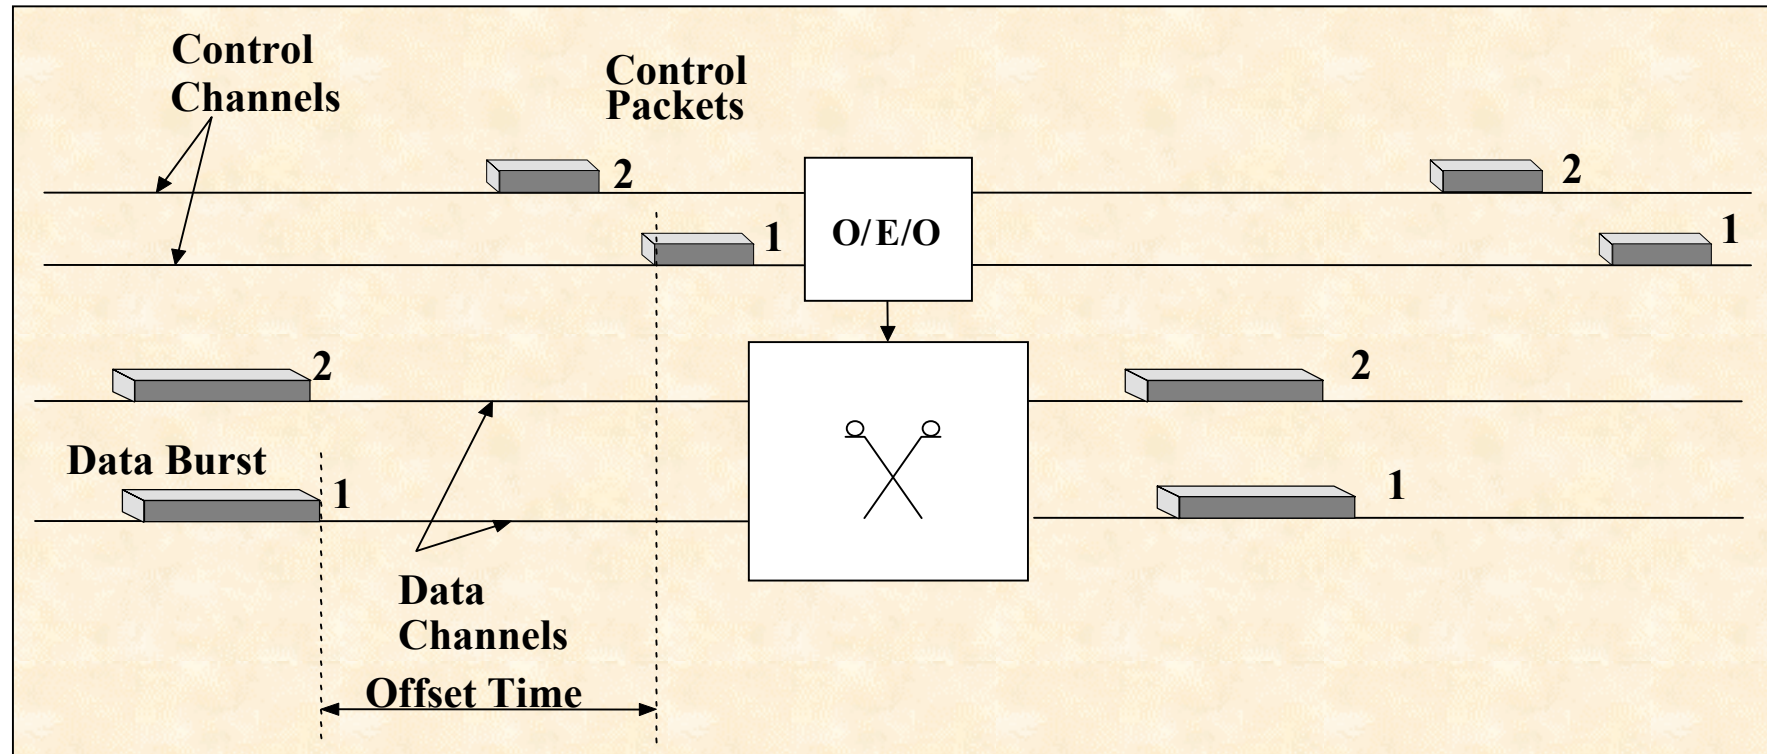 Control
Channels
Control
Packets
2
2
1
O/E/O
1
2
2
Data Burst
1
1
Data
Channels
Offset Time